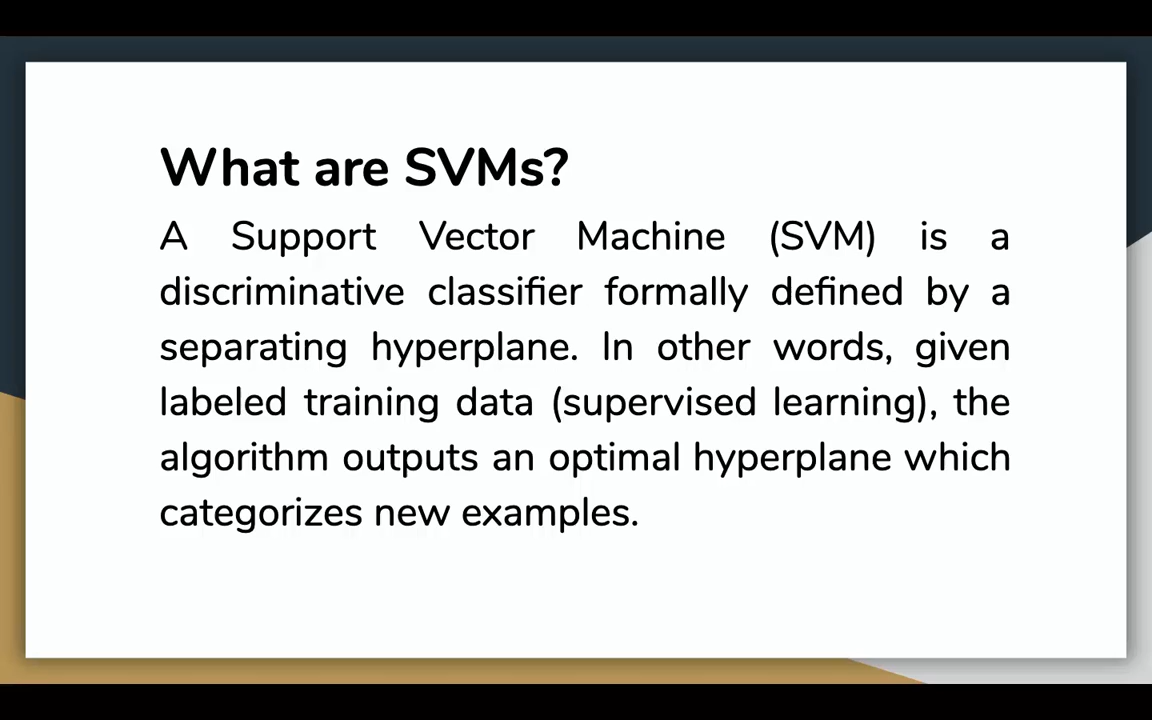 What are SVMs?
A Support Vector Machine (SVM) is a
discriminative classifier formally defined by a
separating hyperplane. In other words, given
labeled training data (supervised learning), the
algorithm outputs an optimal hyperplane which
categorizes new examples.